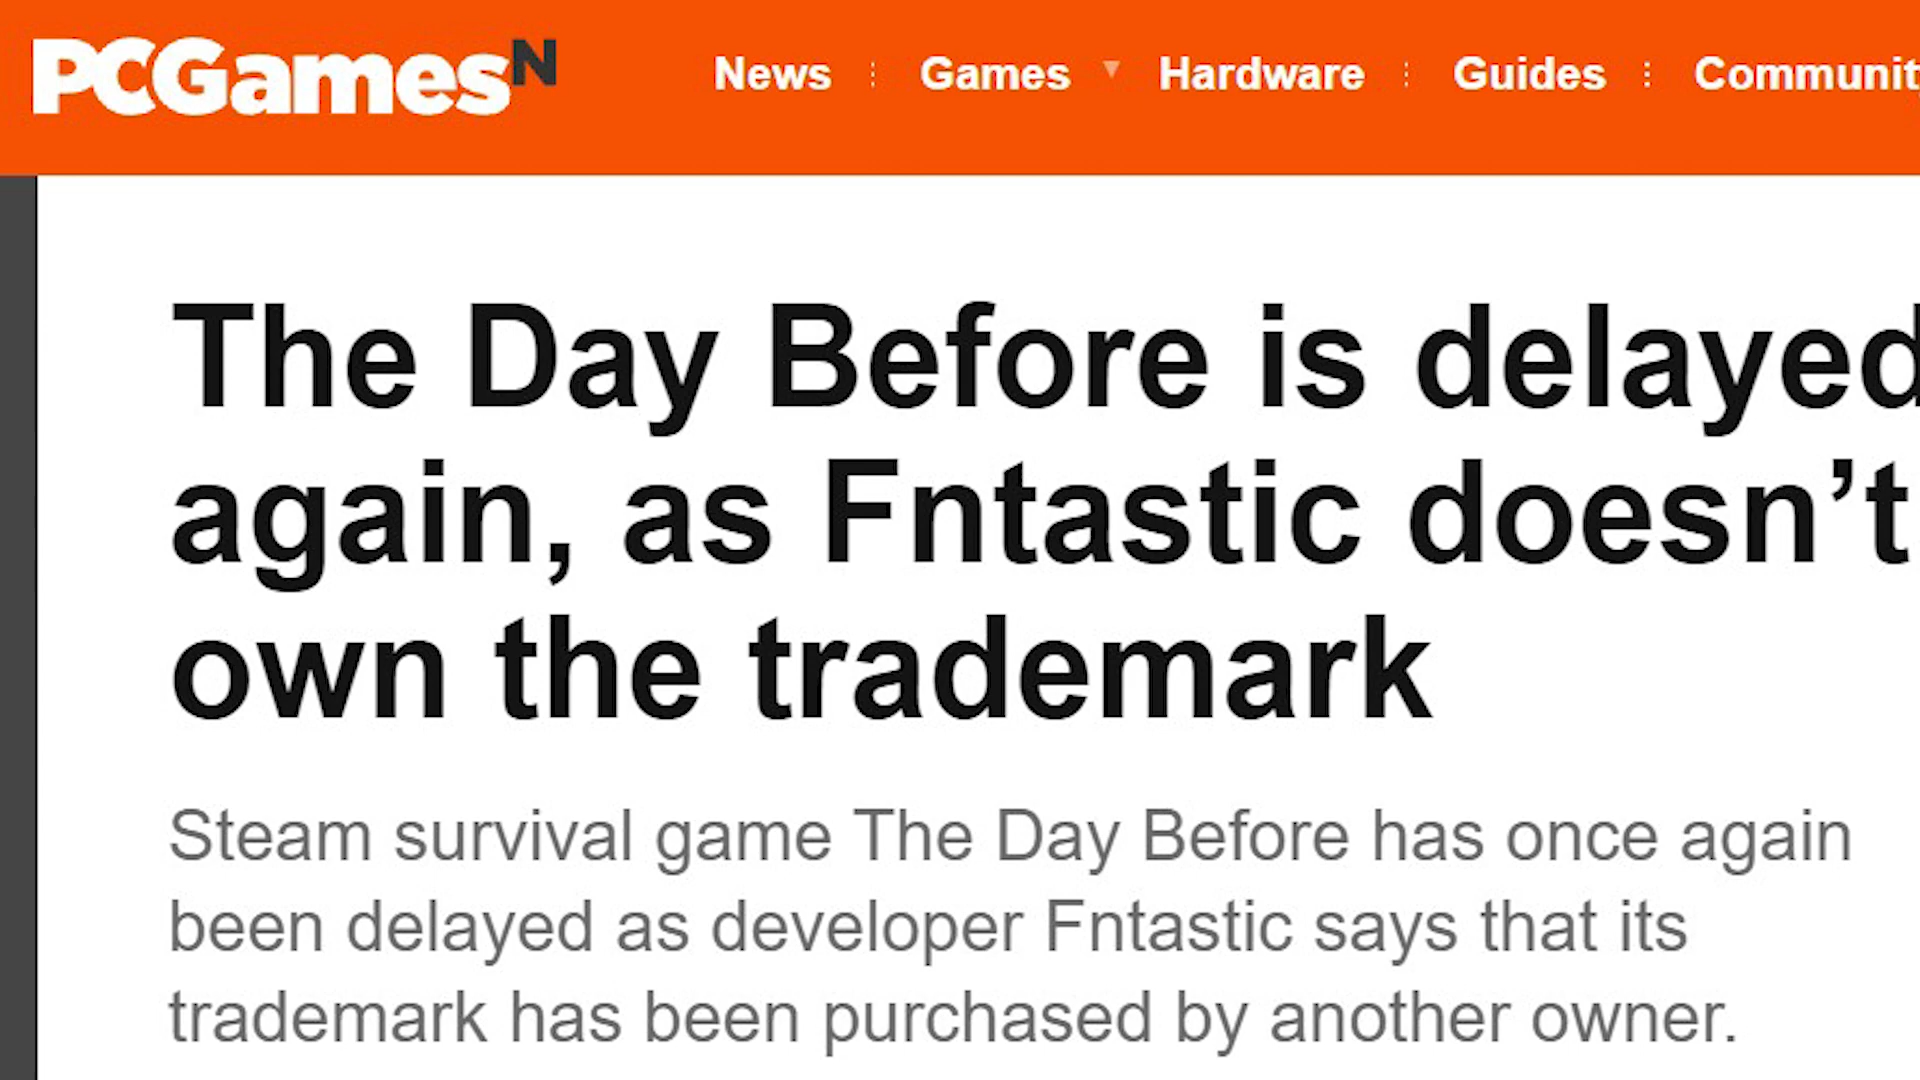 PCGamesN
News Games Hardware Guides Communit
The Day Before is delayed
again, as Fntastic doesn’t
own the trademark
Steam survival game The Day Before has once again
been delayed as developer Fntastic says that its
trademark has been purchased by another owner.